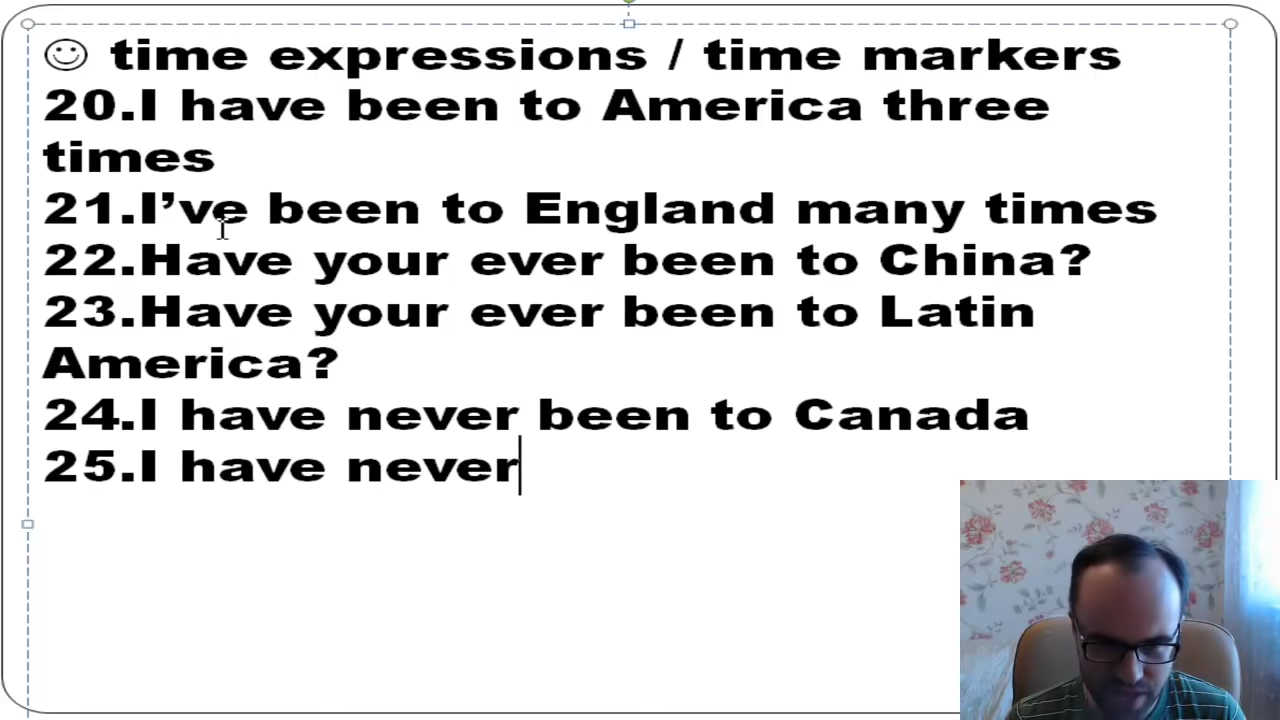 ☺ time expressions / time markers
20.I have been to America three
times
21.I’ve been to England many times
22.Have your ever been to China?
23.Have your ever been to Latin
America?
24.I have never been to Canada
25.I have never